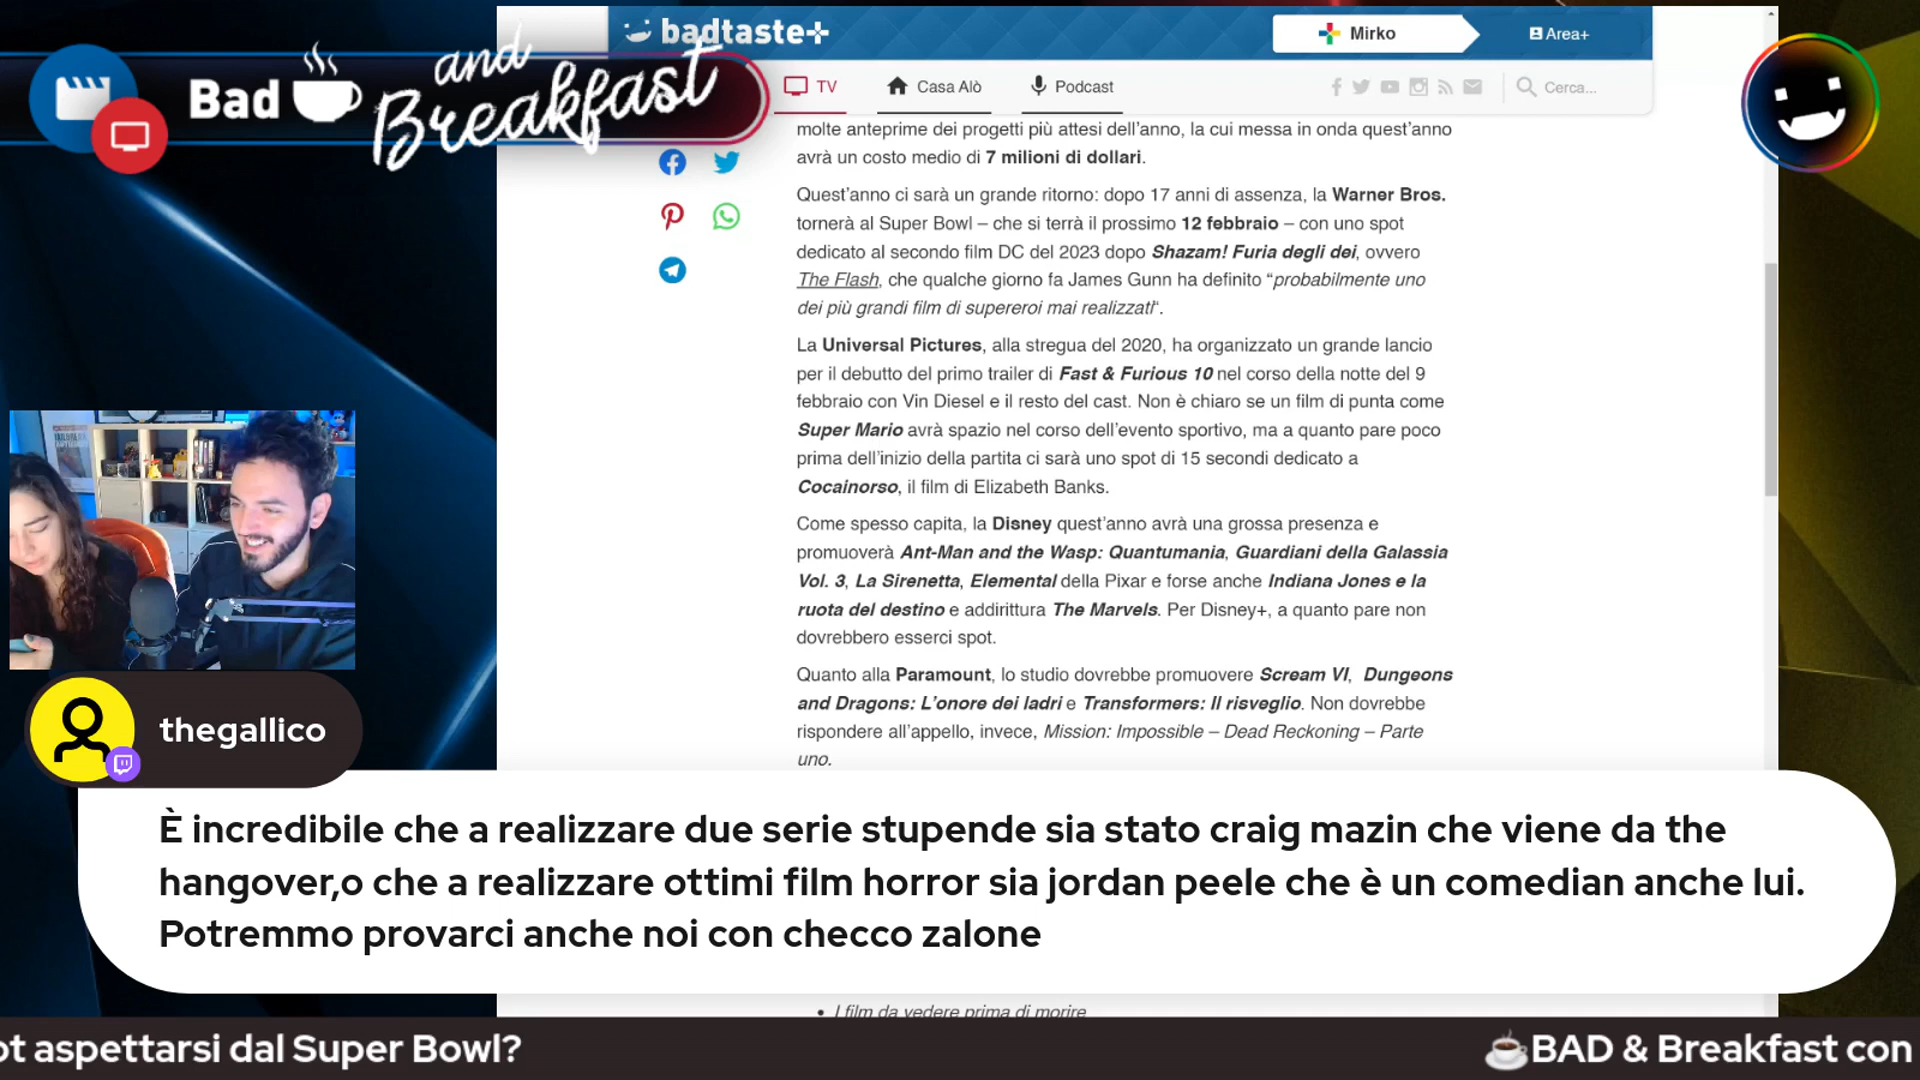 badtaste+
Mirko
Area+
Bad and Breakfast
TV
Casa Alò
Podcast
Cerca...
molte anteprime dei progetti più attesi dell'anno, la cui messa in onda quest'anno
avrà un costo medio di 7 milioni di dollari.
Quest'anno ci sarà un grande ritorno: dopo 17 anni di assenza, la Warner Bros.
tornerà al Super Bowl – che si terrà il prossimo 12 febbraio – con uno spot
dedicato al secondo film DC del 2023 dopo Shazam! Furia degli dei, ovvero
The Flash, che qualche giorno fa James Gunn ha definito “probabilmente uno
dei più grandi film di supereroi mai realizzati“.
La Universal Pictures, alla stregua del 2020, ha organizzato un grande lancio
per il debutto del primo trailer di Fast & Furious 10 nel corso della notte del 9
febbraio con Vin Diesel e il resto del cast. Non è chiaro se un film di punta come
Super Mario avrà spazio nel corso dell'evento sportivo, ma a quanto pare poco
prima dell'inizio della partita ci sarà uno spot di 15 secondi dedicato a
Cocainorso, il film di Elizabeth Banks.
Come spesso capita, la Disney quest'anno avrà una grossa presenza e
promuoverà Ant-Man and the Wasp: Quantumania, Guardiani della Galassia
Vol. 3, La Sirenetta, Elemental della Pixar e forse anche Indiana Jones e la
ruota del destino e addirittura The Marvels. Per Disney+, a quanto pare non
dovrebbero esserci spot.
Quanto alla Paramount, lo studio dovrebbe promuovere Scream VI, Dungeons
and Dragons: L'onore dei ladri e Transformers: Il risveglio. Non dovrebbe
rispondere all'appello, invece, Mission: Impossible – Dead Reckoning – Parte
uno.
thegallico
È incredibile che a realizzare due serie stupende sia stato craig mazin che viene da the
hangover,o che a realizzare ottimi film horror sia jordan peele che è un comedian anche lui.
Potremmo provarci anche noi con checco zalone
• I film da vedere prima di morire
ot aspettarsi dal Super Bowl?
BAD & Breakfast con